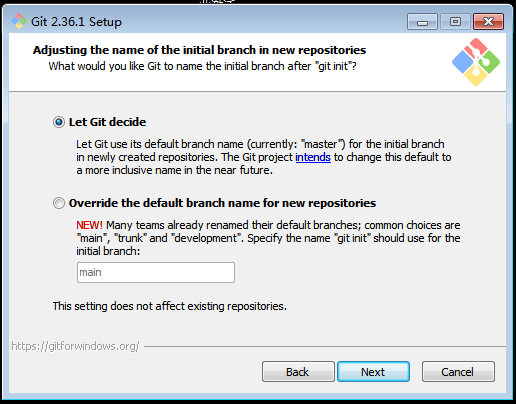 Git 2.36.1 Setup
Adjusting the name of the initial branch in new repositories
What would you like Git to name the initial branch after "git init"?
Let Git decide
Let Git use its default branch name (currently: "master") for the initial branch
in newly created repositories. The Git project intends to change this default to
a more inclusive name in the near future.
Override the default branch name for new repositories
NEW! Many teams already renamed their default branches; common choices are
"main", "trunk" and "development". Specify the name "git init" should use for the
initial branch:
main
This setting does not affect existing repositories.
https://gitforwindows.org/
Back
Next
Cancel